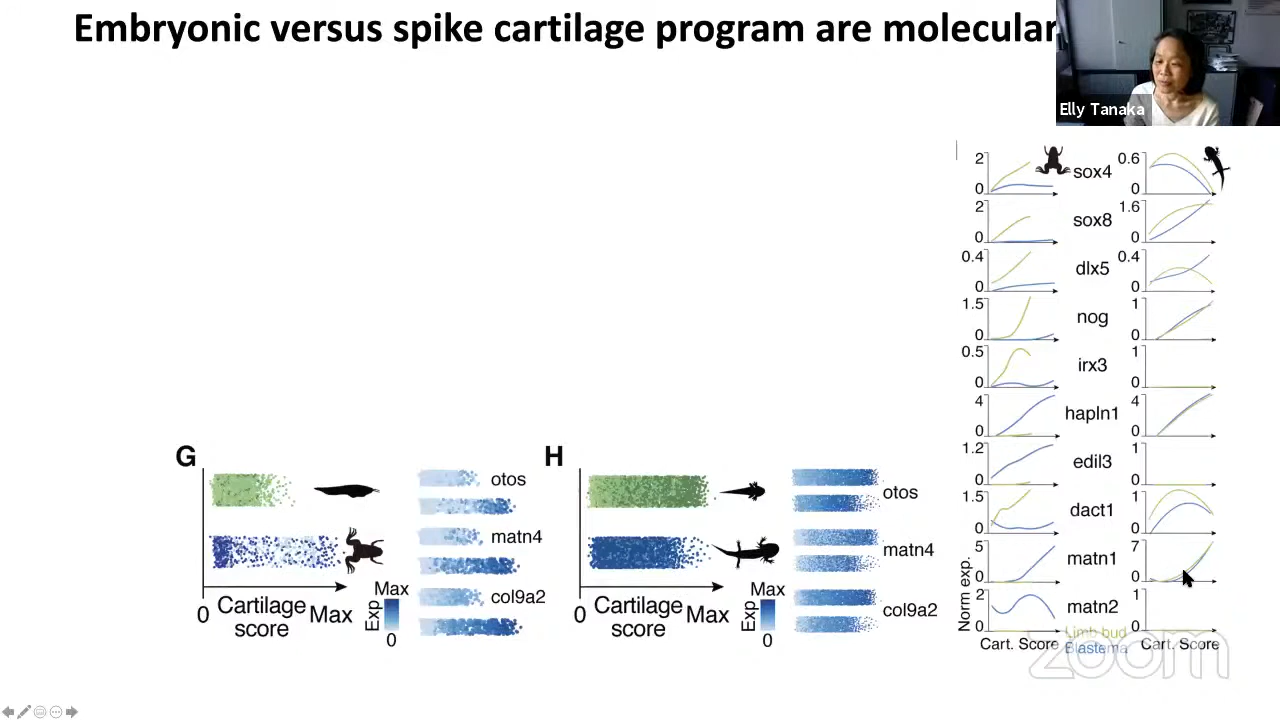 Embryonic versus spike cartilage program are molecular
Elly Tanaka
2
0
sox4
0.6
0
2
0
sox8
1.6
0
0.4
0
dlx5
0.4
0
1.5
0
nog
1
0
0.5
0
irx3
1
0
4
0
hapln1
4
0
1.2
0
edil3
1
0
1.5
0
dact1
1
0
5
0
matn1
7
0
2
0
matn2
1
0
Norm exp.
Limb bud
Blastema
Cart. Score
Cart. Score
G
otos
matn4
col9a2
0
Cartilage
score
Max
Max
Exp
0
H
otos
matn4
col9a2
0
Cartilage
score
Max
Max
Exp
0
zoom